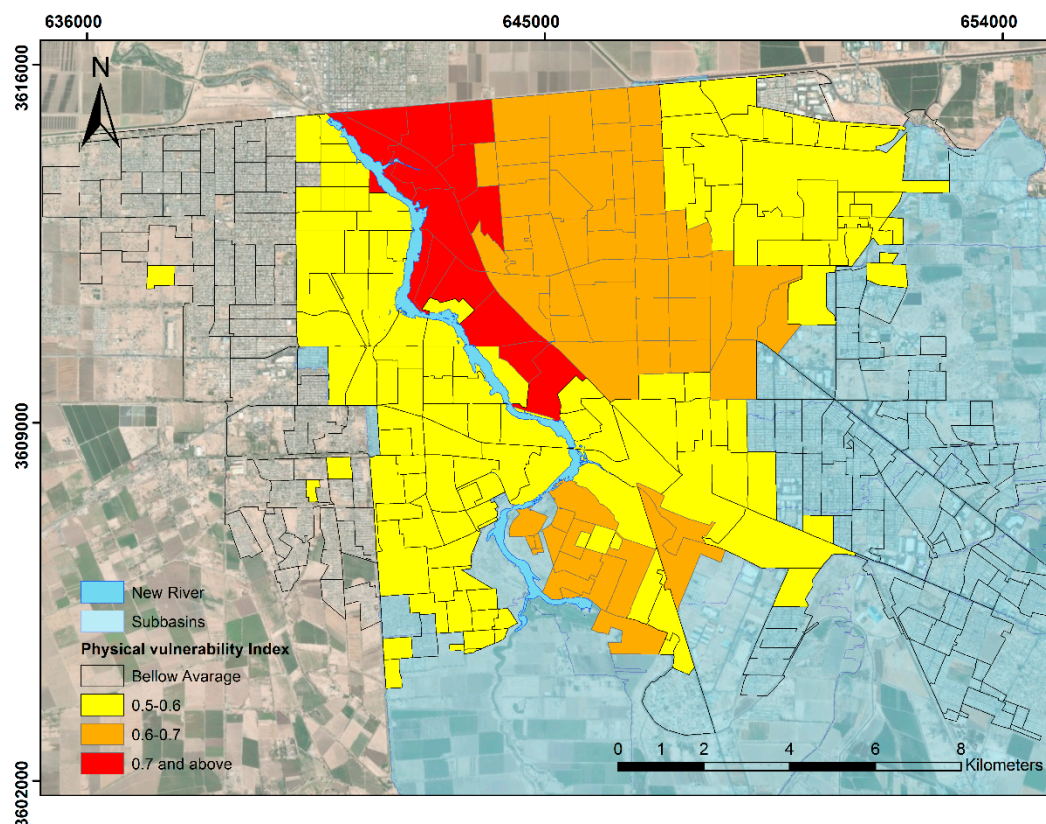 636000 645000 654000
3616000
3609000
3602000
N
New River
Subbasins
Physical vulnerability Index
Bellow Avarage
0.5-0.6
0.6-0.7
0.7 and above
0 1 2 4 6 8
Kilometers